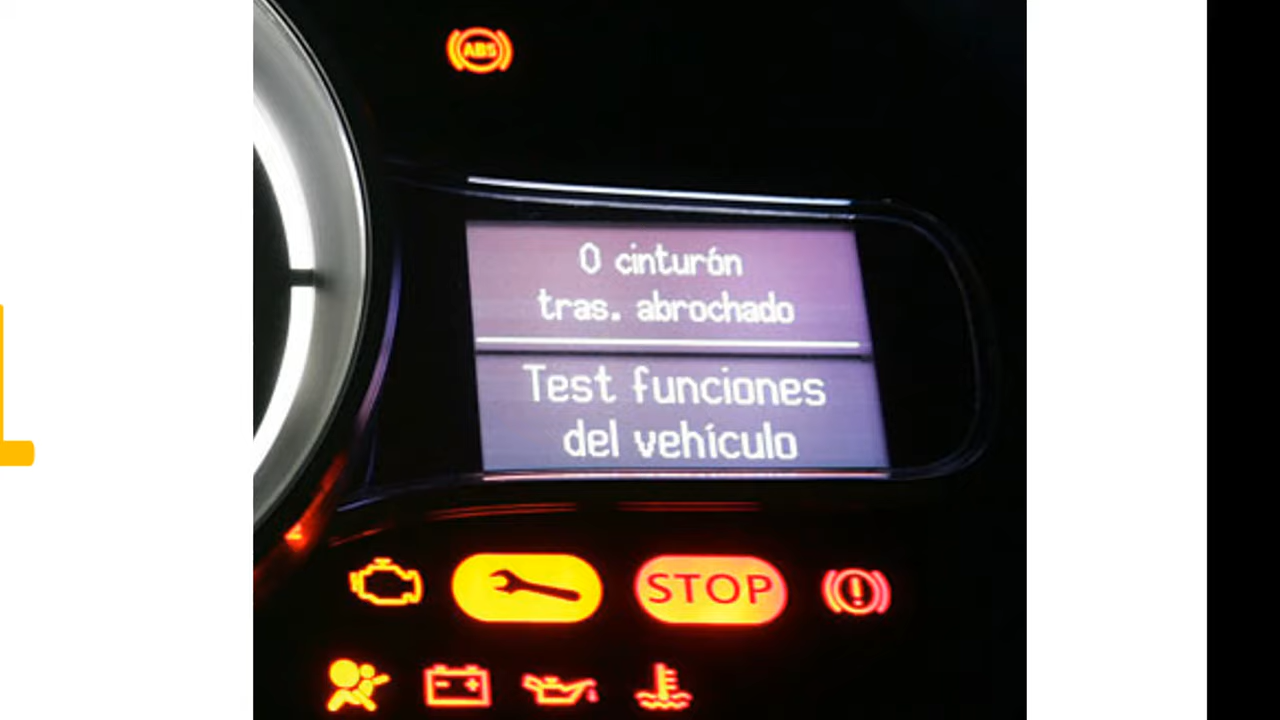 ABS
0 cinturón
tras. abrochado
Test funciones
del vehículo
STOP